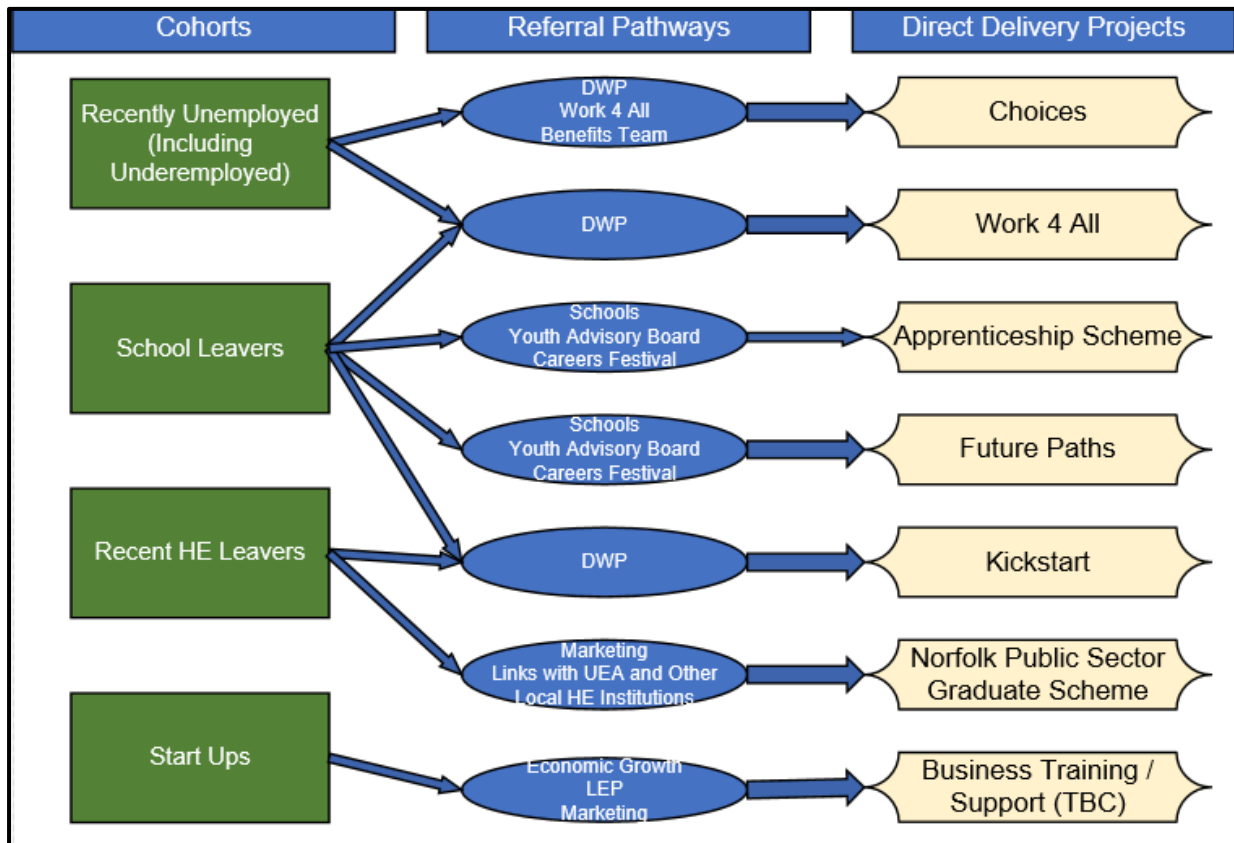 Cohorts
Referral Pathways
Direct Delivery Projects
Recently Unemployed
(Including
Underemployed)
DWP
Work 4 All
Benefits Team
Choices
DWP
Work 4 All
School Leavers
Schools
Youth Advisory Board
Careers Festival
Apprenticeship Scheme
Schools
Youth Advisory Board
Careers Festival
Future Paths
Recent HE Leavers
DWP
Kickstart
Marketing
Links with UEA and Other
Local HE Institutions
Norfolk Public Sector
Graduate Scheme
Start Ups
Economic Growth
LEP
Marketing
Business Training /
Support (TBC)